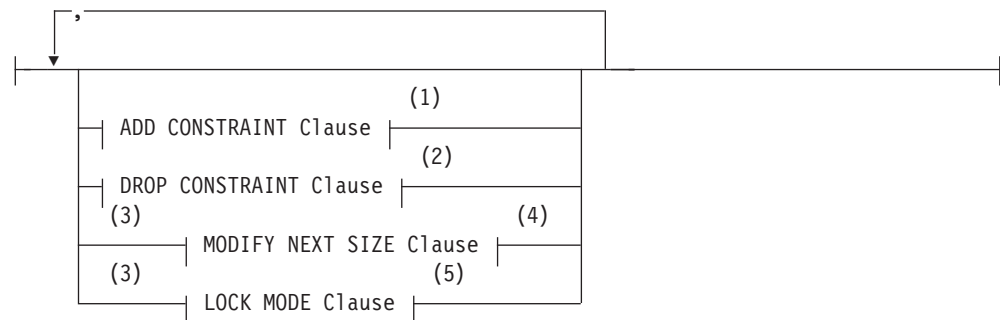 ,
(1)
ADD CONSTRAINT Clause
(2)
DROP CONSTRAINT Clause
(3) (4)
MODIFY NEXT SIZE Clause
(3) (5)
LOCK MODE Clause